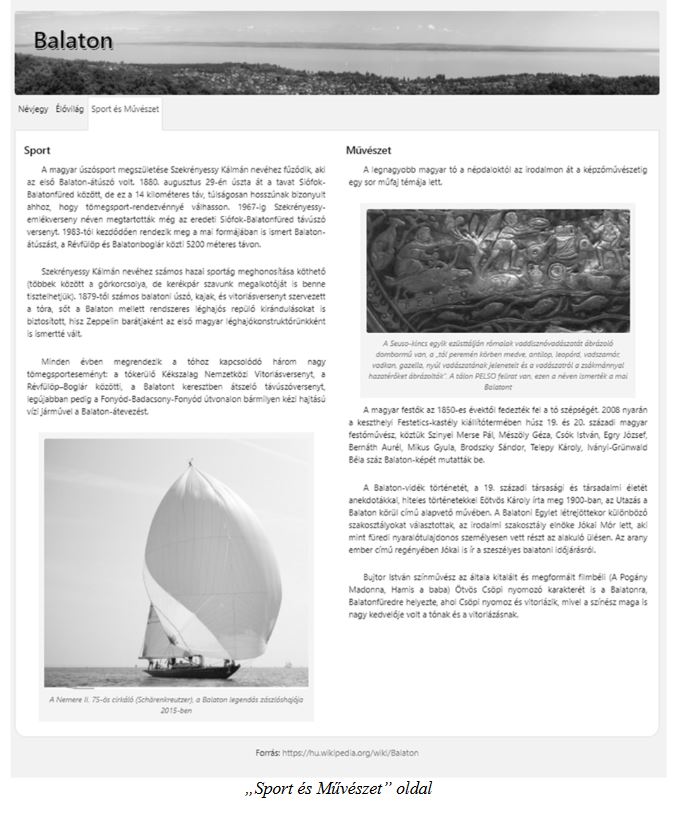 Balaton
Névjegy Élővilág Sport és Művészet
Sport
A magyar úszósport megszületése Szekrényessy Kálmán nevéhez fűződik, aki
az első Balaton-átúszó volt. 1880. augusztus 29-én úszta át a tavat Siófok-
Balatonfüred között, de ez a 14 kilométeres táv, túlságosan hosszúnak bizonyult
ahhoz, hogy tömegsport-rendezvénnyé válhasson. 1967-ig Szekrényessy-
emlékverseny néven megtartották még az eredeti Siófok-Balatonfüred távúszó
versenyt. 1983-tól kezdődően rendezik meg a mai formájában is ismert Balaton-
átúszást, a Révfülöp és Balatonboglár közti 5200 méteres távon.
Szekrényessy Kálmán nevéhez számos hazai sportág meghonosítása köthető
(többek között a görkorcsolya, de kerékpár szavunk megalkotóját is benne
tisztelhetjük). 1879-től számos balatoni úszó, kajak, és vitorlásversenyt szervezett
a tóra, sőt a Balaton mellett rendszeres léghajós repülő kirándulásokat is
biztosított, hisz Zeppelin barátjaként az első magyar léghajókonstruktőrünkként
is ismertté vált.
Minden évben megrendezik a tóhoz kapcsolódó három nagy
tömegsporteseményt: a tókerülő Kékszalag Nemzetközi Vitorlásversenyt, a
Révfülöp–Boglár közötti, a Balatont keresztben átszelő távúszóversenyt,
legújabban pedig a Fonyód-Badacsony-Fonyód útvonalon bármilyen kézi hajtású
vízi járművel a Balaton-átevezést.
A Nemere II. 75-ös cirkáló (Schärenkreutzer), a Balaton legendás zászlóshajója
2015-ben
Művészet
A legnagyobb magyar tó a népdaloktól az irodalmon át a képzőművészetig
egy sor műfaj témája lett.
A Seuso-kincs egyik ezüsttálján rómaiak vaddisznóvadászatát ábrázoló
dombormű van, a „tál peremén körben medve, antilop, leopárd, vadszamár,
vadkan, gazella, nyúl vadászatának jeleneteit és a vadászatról a zsákmánnyal
hazatérőket ábrázolták”. A tálon PELSO felirat van, ezen a néven ismerték a mai
Balatont
A magyar festők az 1850-es évektől fedezték fel a tó szépségét. 2008 nyarán
a keszthelyi Festetics-kastély kiállítótermében húsz 19. és 20. századi magyar
festőművész, köztük Szinyei Merse Pál, Mészöly Géza, Csók István, Egry József,
Bernáth Aurél, Mikus Gyula, Brodszky Sándor, Telepy Károly, Iványi-Grünwald
Béla száz Balaton-képét mutatták be.
A Balaton-vidék történetét, a 19. századi társasági és társadalmi életét
anekdotákkal, hiteles történetekkel Eötvös Károly írta meg 1900-ban, az Utazás a
Balaton körül című alapvető művében. A Balatoni Egylet létrejöttekor különböző
szakosztályokat választottak, az irodalmi szakosztály elnöke Jókai Mór lett, aki
mint füredi nyaralótulajdonos személyesen vett részt az alakuló ülésen. Az arany
ember című regényében Jókai is ír a szeszélyes balatoni időjárásról.
Bujtor István színművész az általa kitalált és megformált filmbéli (A Pogány
Madonna, Hamis a baba) Ötvös Csöpi nyomozó karakterét is a Balatonra,
Balatonfüredre helyezte, ahol Csöpi nyomoz és vitorlázik, mivel a színész maga is
nagy kedvelője volt a tónak és a vitorlázásnak.
Forrás: https://hu.wikipedia.org/wiki/Balaton
„Sport és Művészet” oldal